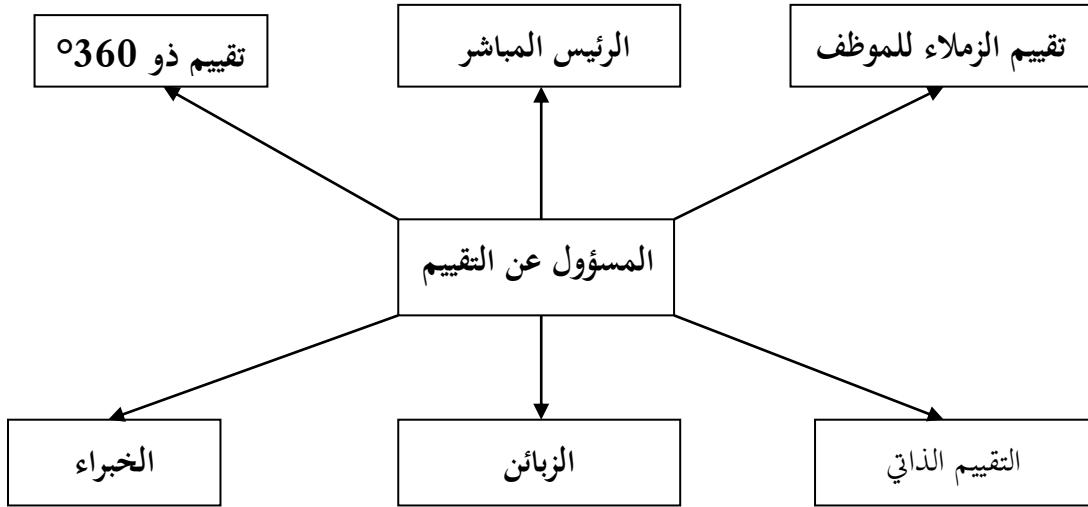 تقييم الزملاء للموظف
الرئيس المباشر
تقييم ذو 360°
المسؤول عن التقييم
التقييم الذاتي
الزبائن
الخبراء